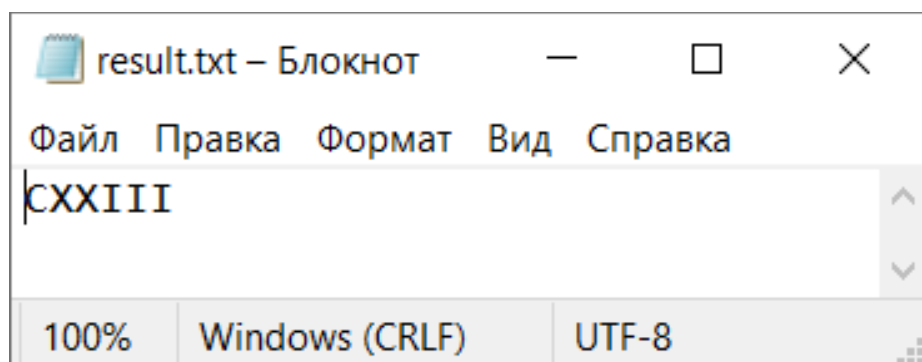 result.txt – Блокнот
Файл Правка Формат Вид Справка
CXXIII
100% Windows (CRLF) UTF-8